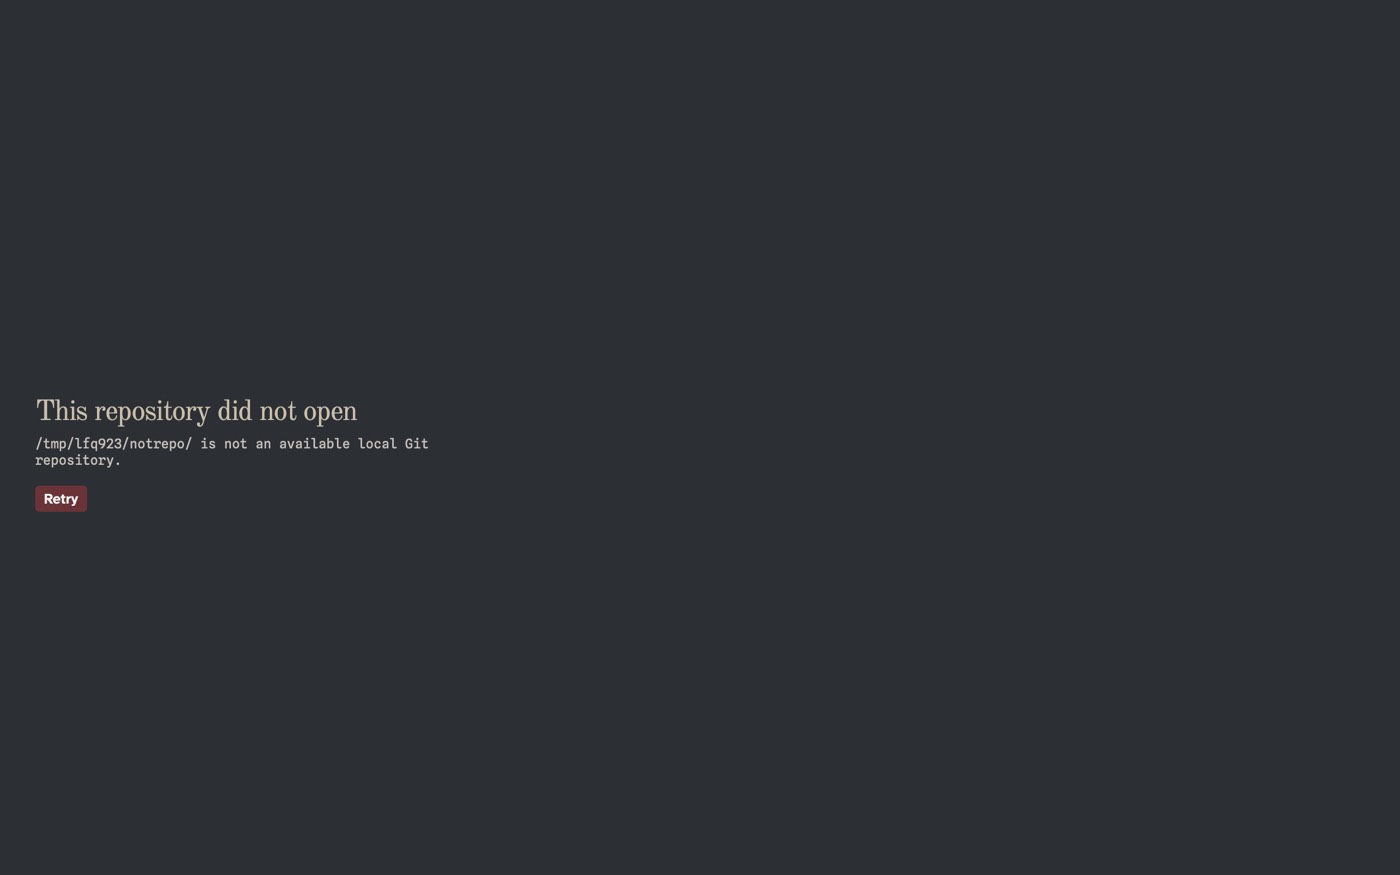 This repository did not open
/tmp/lfq923/notrepo/ is not an available local Git
repository.
Retry